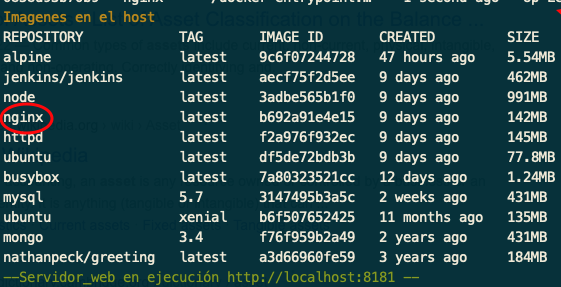 Imagenes en el host
REPOSITORY TAG IMAGE ID CREATED SIZE
alpine latest 9c6f07244728 47 hours ago 5.54MB
jenkins/jenkins latest aecf75f2d5ee 9 days ago 462MB
node latest 3adbe565b1f0 9 days ago 991MB
nginx latest b692a91e4e15 9 days ago 142MB
httpd latest f2a976f932ec 9 days ago 145MB
ubuntu latest df5de72bdb3b 9 days ago 77.8MB
busybox latest 7a80323521cc 12 days ago 1.24MB
mysql 5.7 3147495b3a5c 2 weeks ago 431MB
ubuntu xenial b6f507652425 11 months ago 135MB
mongo 3.4 f76f959b2a49 2 years ago 431MB
nathanpeck/greeting latest a3d66960fe59 3 years ago 184MB
--Servidor_web en ejecución http://localhost:8181 --